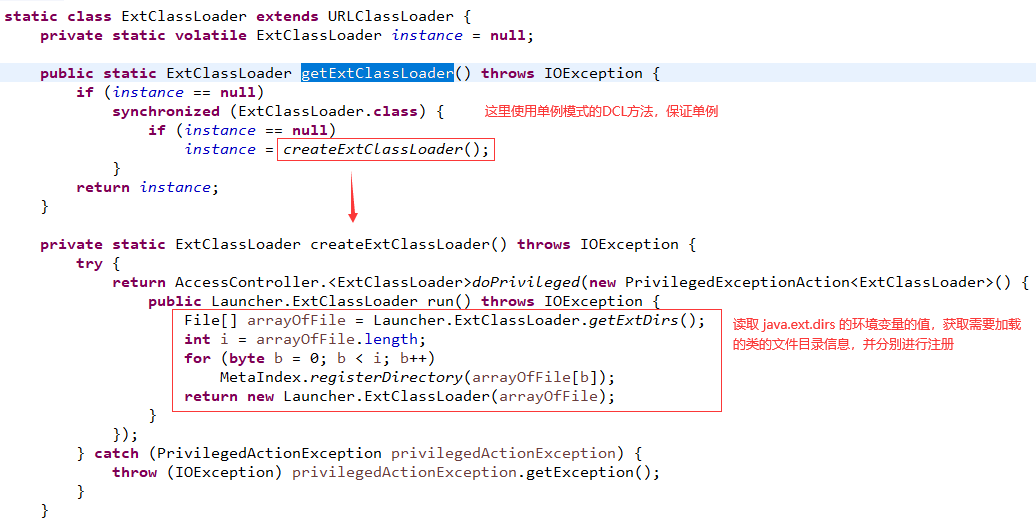 static class ExtClassLoader extends URLClassLoader {
private static volatile ExtClassLoader instance = null;
public static ExtClassLoader getExtClassLoader() throws IOException {
if (instance == null)
synchronized (ExtClassLoader.class) {
这里使用单例模式的DCL方法，保证单例
if (instance == null)
instance = createExtClassLoader();
}
return instance;
}
private static ExtClassLoader createExtClassLoader() throws IOException {
try {
return AccessController.<ExtClassLoader>doPrivileged(new PrivilegedExceptionAction<ExtClassLoader>() {
public Launcher.ExtClassLoader run() throws IOException {
File[] arrayOfFile = Launcher.ExtClassLoader.getExtDirs();
int i = arrayOfFile.length;
for (byte b = 0; b < i; b++)
MetaIndex.registerDirectory(arrayOfFile[b]);
return new Launcher.ExtClassLoader(arrayOfFile);
读取 java.ext.dirs 的环境变量的值，获取需要加载
的类的文件目录信息，并分别进行注册
}
});
} catch (PrivilegedActionException privilegedActionException) {
throw (IOException) privilegedActionException.getException();
}
}